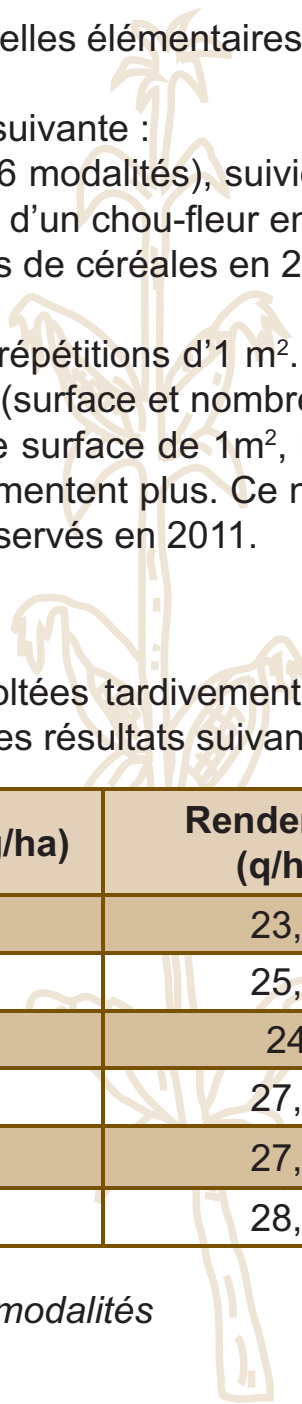 elles élémentaires
suivante :
6 modalités), suivi
d’un chou-fleur en
s de céréales en 2
répétitions d’1 m².
(surface et nombre
e surface de 1m²,
mentent plus. Ce n
servés en 2011.
oltées tardivement
es résultats suivan
g/ha) Render
(q/h
23,
25,
24
27,
27,
28,
modalités